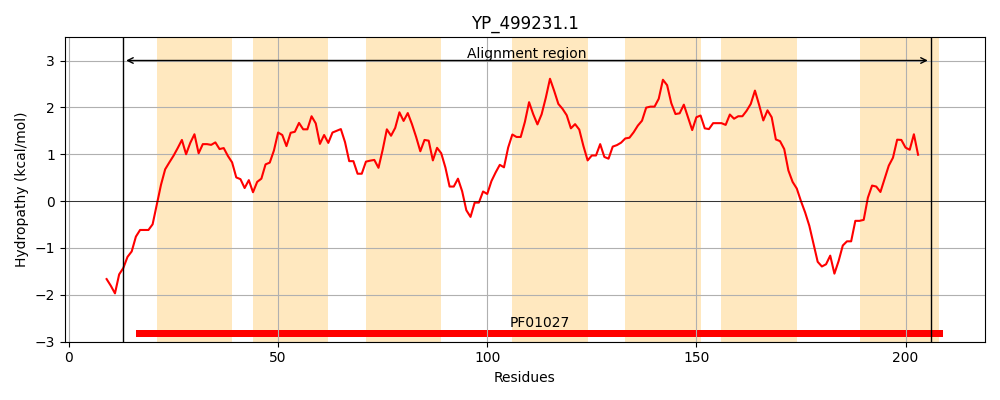 YP_499231.1
Alignment region
3
2
1
0
−1
−2
−3
Hydropathy (kcal/mol)
PF01027
0
50
100
150
200
Residues